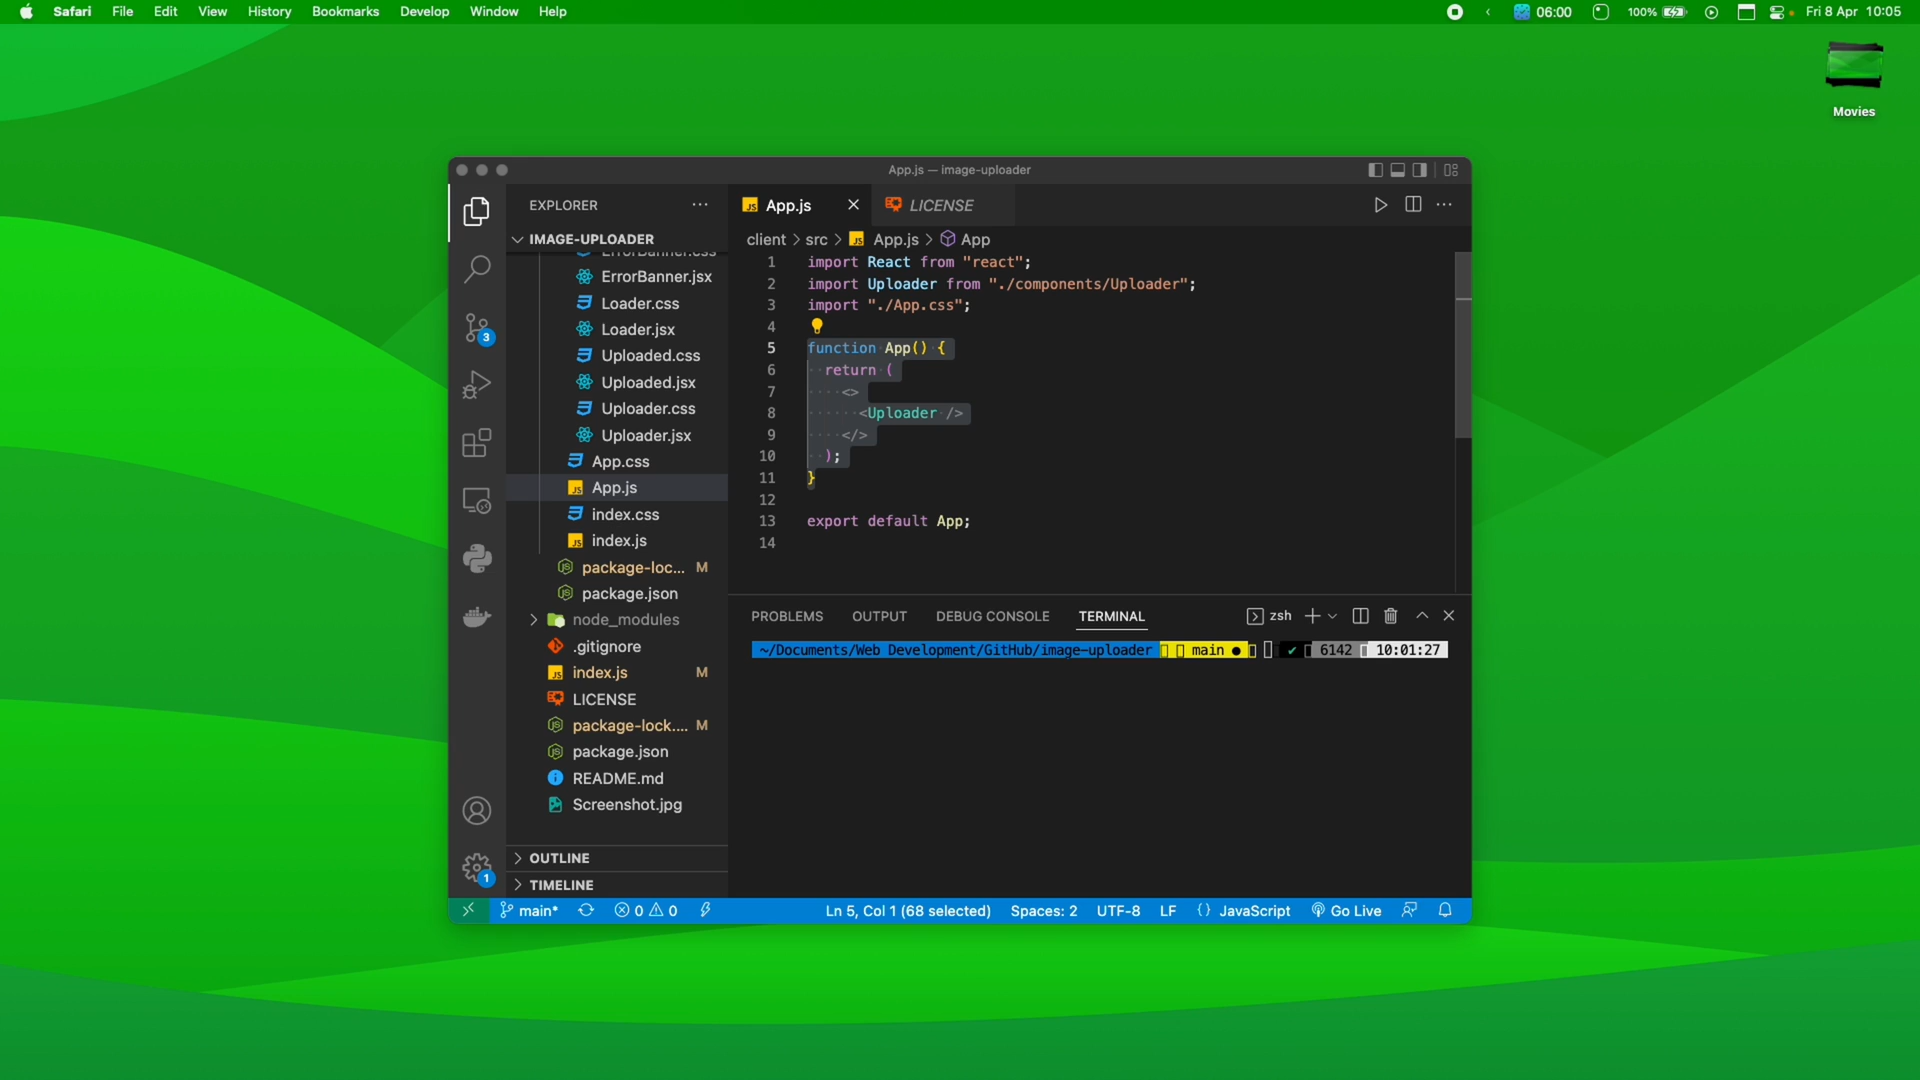 Safari File Edit View History Bookmarks Develop Window Help
06:00 100% Fri 8 Apr 10:05
Movies
App.js — image-uploader
EXPLORER
App.js
LICENSE
IMAGE-UPLOADER
ErrorBanner.css
ErrorBanner.jsx
Loader.css
Loader.jsx
Uploaded.css
Uploaded.jsx
Uploader.css
Uploader.jsx
App.css
App.js
index.css
index.js
package-loc... M
package.json
node_modules
.gitignore
index.js M
LICENSE
package-lock.... M
package.json
README.md
Screenshot.jpg
OUTLINE
TIMELINE
3
1
client > src > JS App.js > App
1 import React from "react";
2 import Uploader from "./components/Uploader";
3 import "./App.css";
4
5 function App() {
6 return (
7 <>
8 <Uploader />
9 </>
10 );
11 }
12
13 export default App;
14
PROBLEMS OUTPUT DEBUG CONSOLE TERMINAL zsh
~/Documents/Web Development/GitHub/image-uploader main ● ✔ 6142 10:01:27
main* 0 0 Ln 5, Col 1 (68 selected) Spaces: 2 UTF-8 LF {} JavaScript Go Live